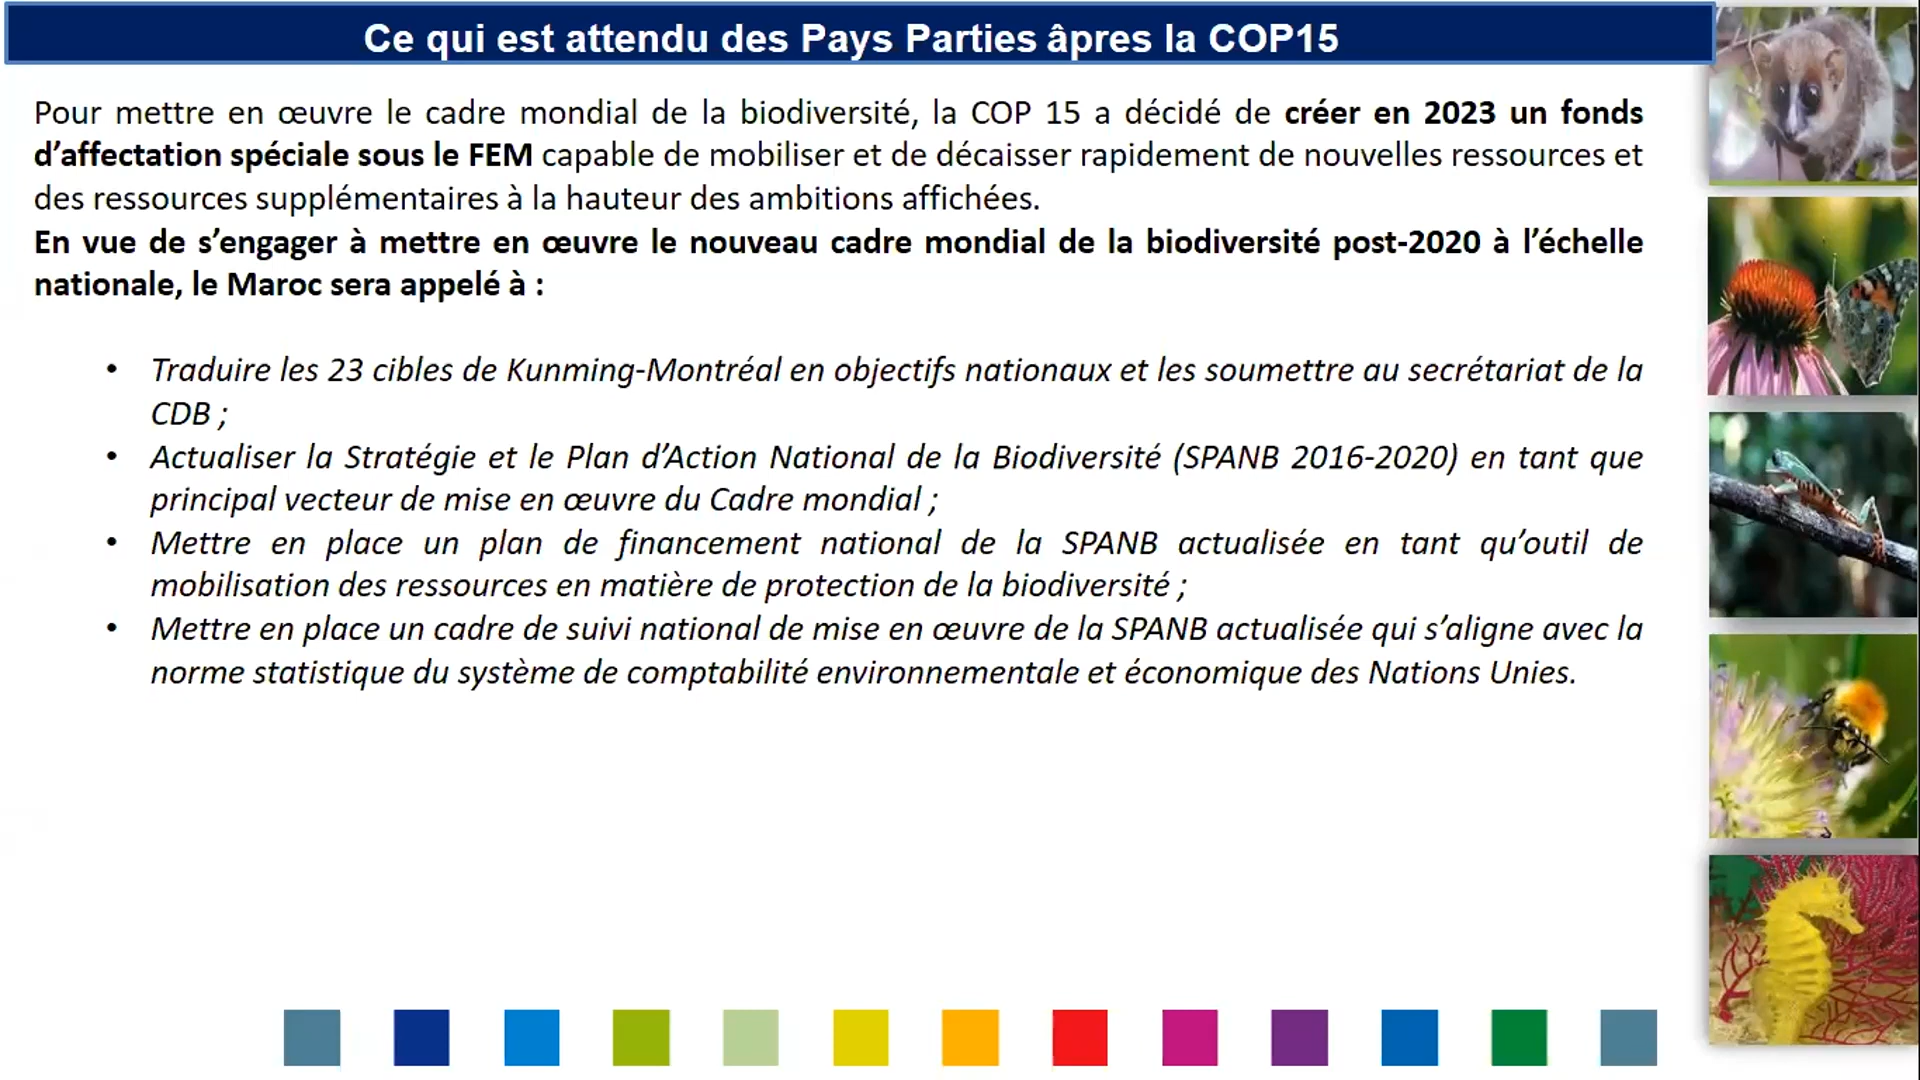 Ce qui est attendu des Pays Parties âpres la COP15
Pour mettre en œuvre le cadre mondial de la biodiversité, la COP 15 a décidé de créer en 2023 un fonds
d’affectation spéciale sous le FEM capable de mobiliser et de décaisser rapidement de nouvelles ressources et
des ressources supplémentaires à la hauteur des ambitions affichées.
En vue de s’engager à mettre en œuvre le nouveau cadre mondial de la biodiversité post-2020 à l’échelle
nationale, le Maroc sera appelé à :
• Traduire les 23 cibles de Kunming-Montréal en objectifs nationaux et les soumettre au secrétariat de la
CDB ;
• Actualiser la Stratégie et le Plan d’Action National de la Biodiversité (SPANB 2016-2020) en tant que
principal vecteur de mise en œuvre du Cadre mondial ;
• Mettre en place un plan de financement national de la SPANB actualisée en tant qu’outil de
mobilisation des ressources en matière de protection de la biodiversité ;
• Mettre en place un cadre de suivi national de mise en œuvre de la SPANB actualisée qui s’aligne avec la
norme statistique du système de comptabilité environnementale et économique des Nations Unies.